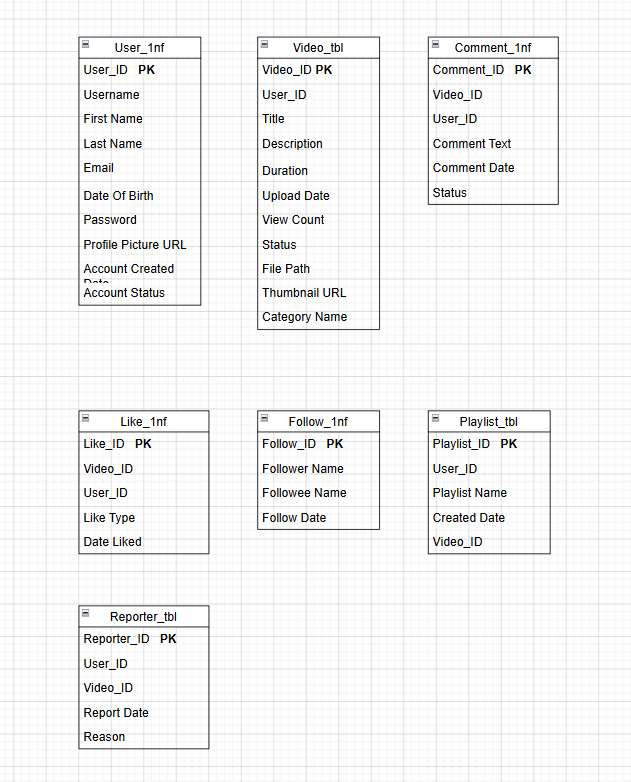 User_1nf
User_ID PK
Username
First Name
Last Name
Email
Date Of Birth
Password
Profile Picture URL
Account Created
Date
Account Status
Video_tbl
Video_ID PK
User_ID
Title
Description
Duration
Upload Date
View Count
Status
File Path
Thumbnail URL
Category Name
Comment_1nf
Comment_ID PK
Video_ID
User_ID
Comment Text
Comment Date
Status
Like_1nf
Like_ID PK
Video_ID
User_ID
Like Type
Date Liked
Follow_1nf
Follow_ID PK
Follower Name
Followee Name
Follow Date
Playlist_tbl
Playlist_ID PK
User_ID
Playlist Name
Created Date
Video_ID
Reporter_tbl
Reporter_ID PK
User_ID
Video_ID
Report Date
Reason